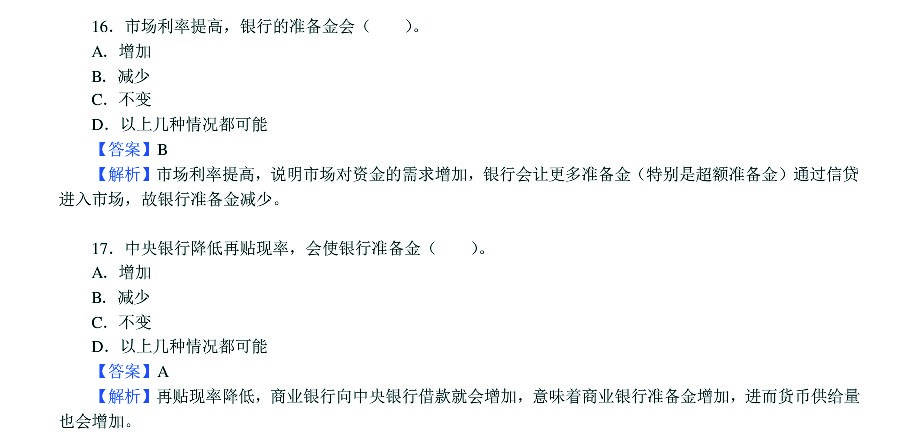 16．市场利率提高，银行的准备金会（　　）。
A．增加
B．减少
C．不变
D．以上几种情况都可能
【答案】B
【解析】市场利率提高，说明市场对资金的需求增加，银行会让更多准备金（特别是超额准备金）通过信贷
进入市场，故银行准备金减少。
17．中央银行降低再贴现率，会使银行准备金（　　）。
A．增加
B．减少
C．不变
D．以上几种情况都可能
【答案】A
【解析】再贴现率降低，商业银行向中央银行借款就会增加，意味着商业银行准备金增加，进而货币供给量
也会增加。